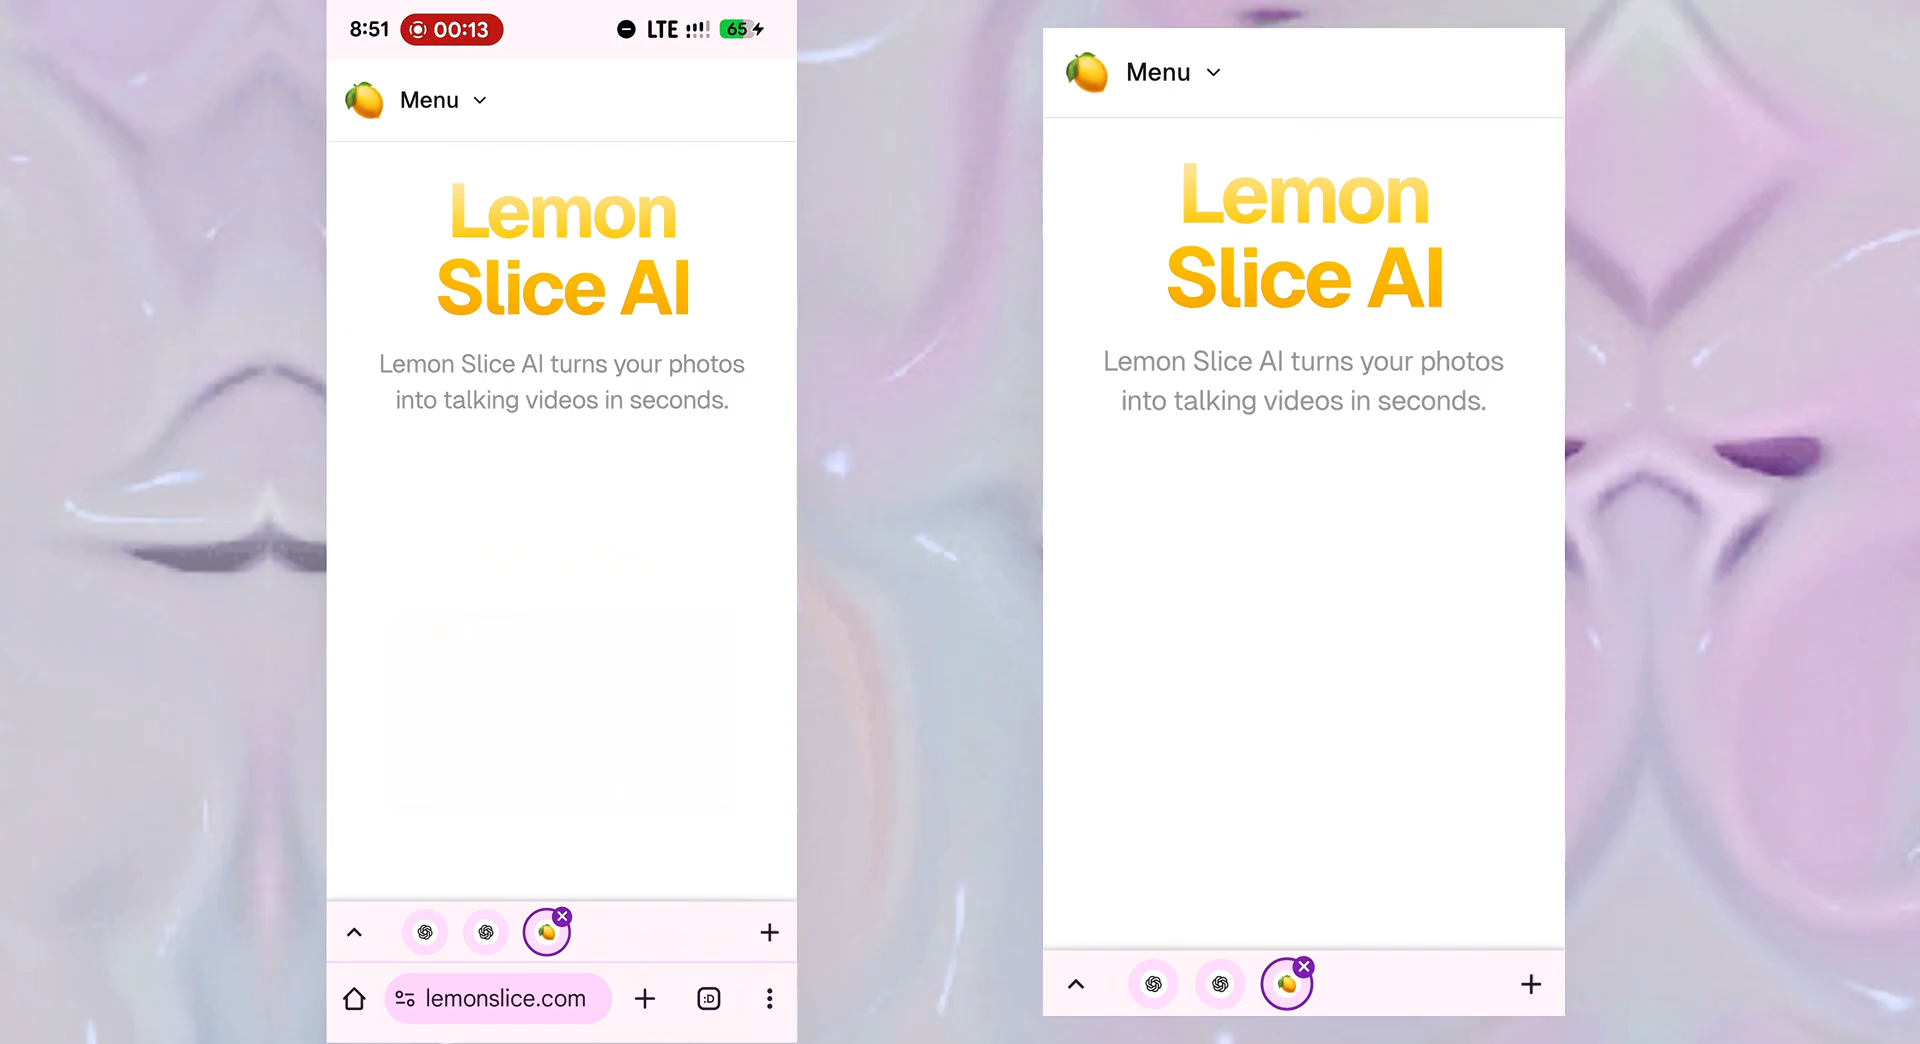 8:51 00:13 LTE 65
Menu
Lemon
Slice AI
Lemon Slice AI turns your photos
into talking videos in seconds.
lemonslice.com :D
Menu
Lemon
Slice AI
Lemon Slice AI turns your photos
into talking videos in seconds.